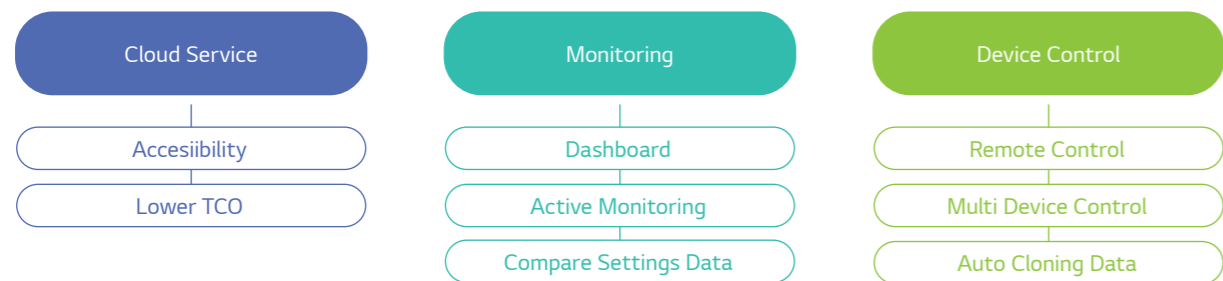 Cloud Service
Accesiibility
Lower TCO
Monitoring
Dashboard
Active Monitoring
Compare Settings Data
Device Control
Remote Control
Multi Device Control
Auto Cloning Data